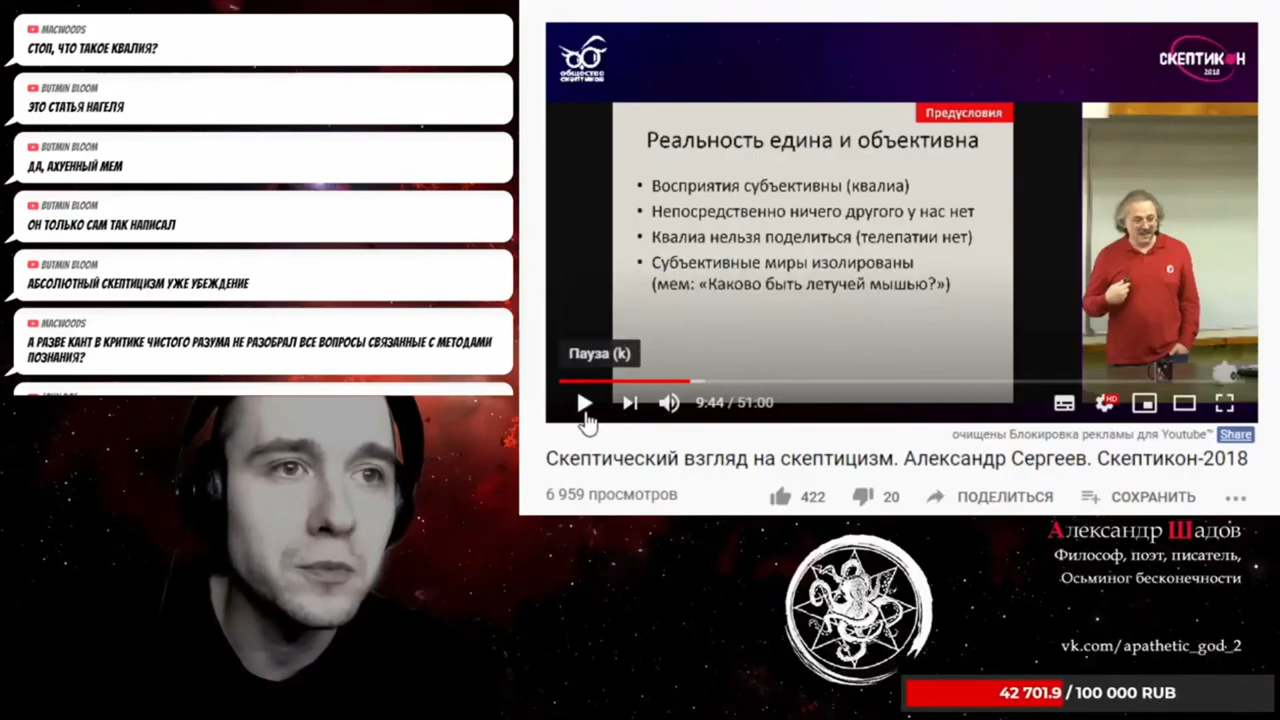 MACWOODS
СТОП, ЧТО ТАКОЕ КВАЛИЯ?
BUTMIN BLOOM
ЭТО СТАТЬЯ НАГЕЛЯ
BUTMIN BLOOM
ДА, АХУЕННЫЙ МЕМ
BUTMIN BLOOM
ОН ТОЛЬКО САМ ТАК НАПИСАЛ
BUTMIN BLOOM
АБСОЛЮТНЫЙ СКЕПТИЦИЗМ УЖЕ УБЕЖДЕНИЕ
MACWOODS
А РАЗВЕ КАНТ В КРИТИКЕ ЧИСТОГО РАЗУМА НЕ РАЗОБРАЛ ВСЕ ВОПРОСЫ СВЯЗАННЫЕ С МЕТОДАМИ
ПОЗНАНИЯ?
общество
скептиков
СКЕПТИКОН
2018
Предусловия
Реальность едина и объективна
• Восприятия субъективны (квалиа)
• Непосредственно ничего другого у нас нет
• Квалиа нельзя поделиться (телепатии нет)
• Субъективные миры изолированы
(мем: «Каково быть летучей мышью?»)
Пауза (k)
9:44 / 51:00
HD
очищены Блокировка рекламы для Youtube™ Share
Скептический взгляд на скептицизм. Александр Сергеев. Скептикон-2018
6 959 просмотров
422
20
ПОДЕЛИТЬСЯ
СОХРАНИТЬ
Александр Шадов
Философ, поэт, писатель,
Осьминог бесконечности
vk.com/apathetic_god_2
42 701.9 / 100 000 RUB